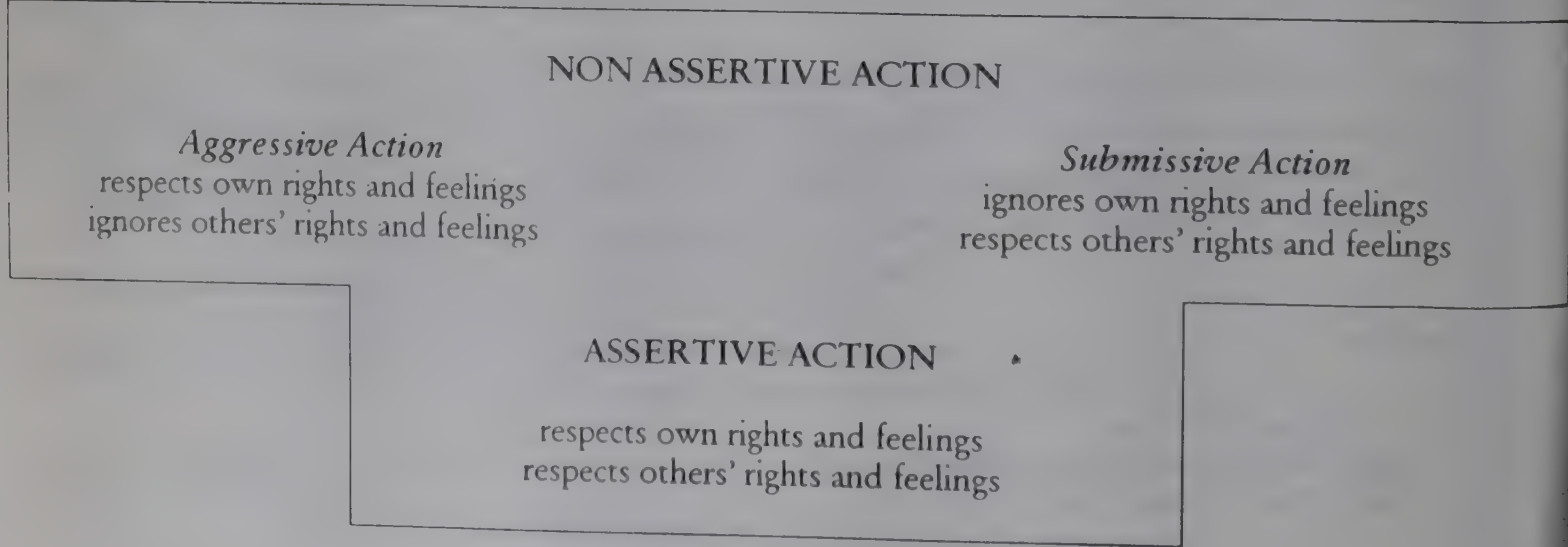 NON ASSERTIVE ACTION
Aggressive Action
respects own rights and feelings
ignores others' rights and feelings
Submissive Action
ignores own rights and feelings
respects others' rights and feelings
ASSERTIVE ACTION
respects own rights and feelings
respects others' rights and feelings